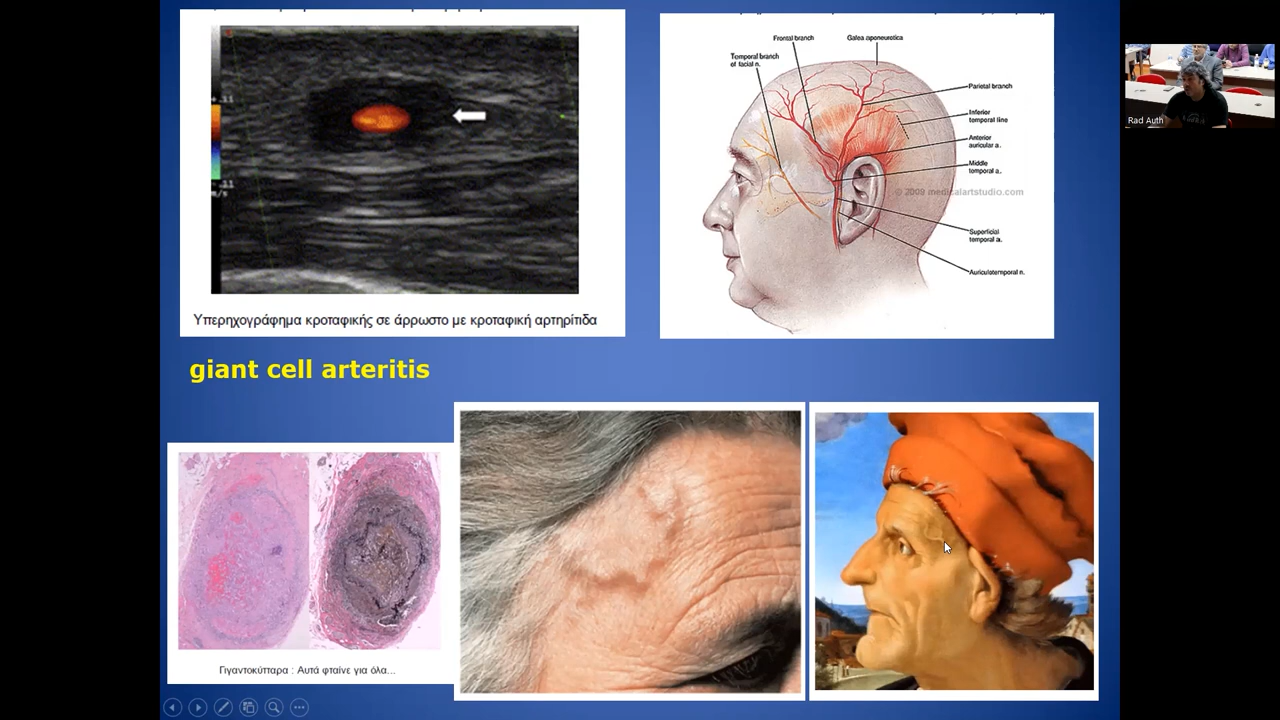 .11
.11
m/s
Υπερηχογράφημα κροταφικής σε άρρωστο με κροταφική αρτηρίτιδα
Frontal branch
Galea aponeurotica
Temporal branch
of facial n.
Parietal branch
Inferior
temporal line
Anterior
auricular a.
Middle
temporal a.
© 2009 medicalartstudio.com
Superficial
temporal a.
Auriculotemporal n.
Rad Auth
giant cell arteritis
Γιγαντοκύτταρα : Αυτά φταίνε για όλα...